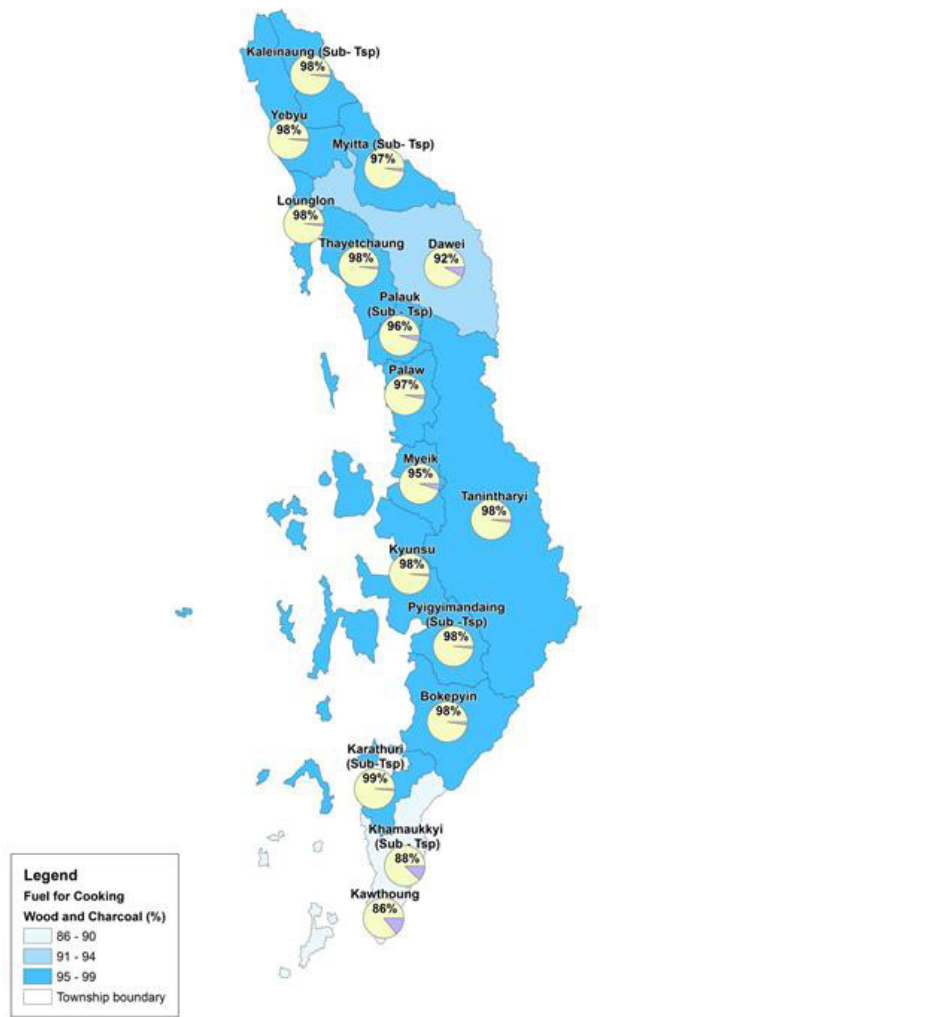 Kaleinaung (Sub- Tsp)
98%
Yebyu
98%
Myitta (Sub- Tsp)
97%
Lounglon
98%
Thayetchaung
98%
Dawei
92%
Palauk
(Sub - Tsp)
96%
Palaw
97%
Myeik
95%
Tanintharyi
98%
Kyunsu
98%
Pyigyimandaing
(Sub -Tsp)
98%
Bokepyin
98%
Karathuri
(Sub-Tsp)
99%
Khamaukkyi
(Sub - Tsp)
88%
Kawthoung
86%
Legend
Fuel for Cooking
Wood and Charcoal (%)
86 - 90
91 - 94
95 - 99
Township boundary